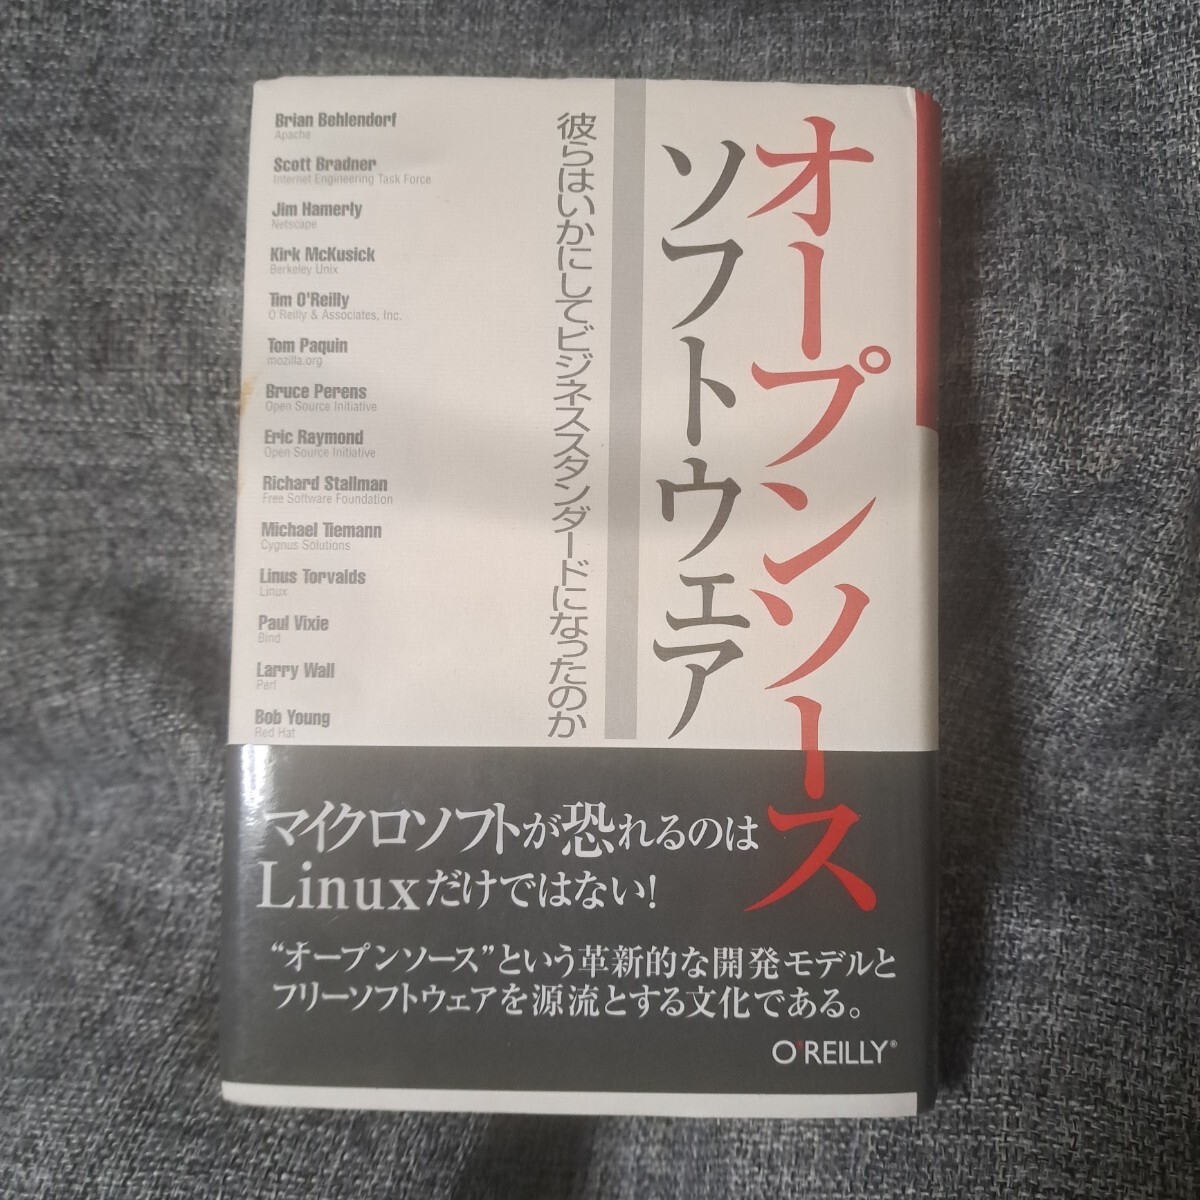 オープンソース
ソフトウェア
彼らはいかにしてビジネススタンダードになったのか
Brian Behlendorf
Apache
Scott Bradner
Internet Engineering Task Force
Jim Hamerly
Netscape
Kirk McKusick
Berkeley Unix
Tim O'Reilly
O'Reilly & Associates, Inc.
Tom Paquin
mozilla.org
Bruce Perens
Open Source Initiative
Eric Raymond
Open Source Initiative
Richard Stallman
Free Software Foundation
Michael Tiemann
Cygnus Solutions
Linus Torvalds
Linux
Paul Vixie
Bind
Larry Wall
Perl
Bob Young
Red Hat
マイクロソフトが恐れるのは
Linuxだけではない!
“オープンソース”という革新的な開発モデルと
フリーソフトウェアを源流とする文化である。
O'REILLY®